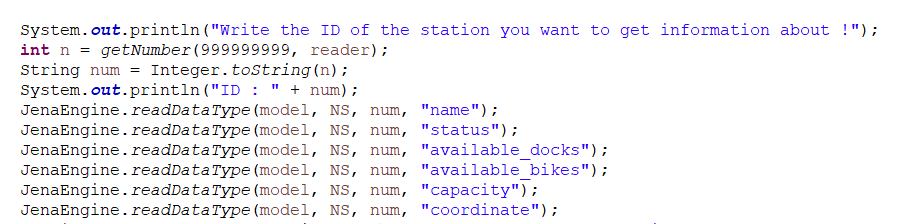 System.out.println("Write the ID of the station you want to get information about !");
int n = getNumber(999999999, reader);
String num = Integer.toString(n);
System.out.println("ID : " + num);
JenaEngine.readDataType(model, NS, num, "name");
JenaEngine.readDataType(model, NS, num, "status");
JenaEngine.readDataType(model, NS, num, "available_docks");
JenaEngine.readDataType(model, NS, num, "available_bikes");
JenaEngine.readDataType(model, NS, num, "capacity");
JenaEngine.readDataType(model, NS, num, "coordinate");